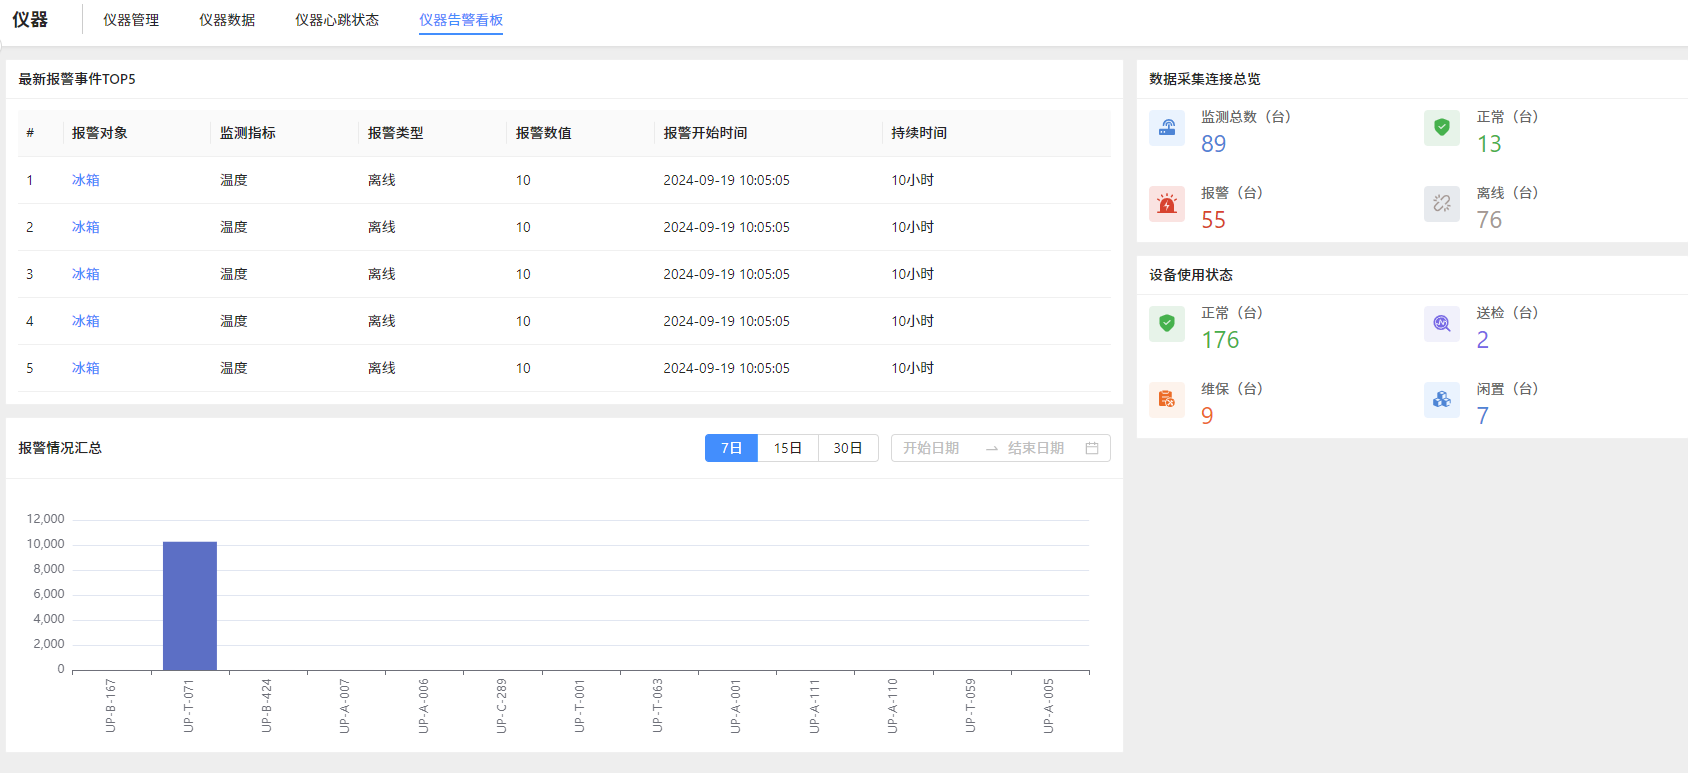 仪器 仪器管理 仪器数据 仪器心跳状态 仪器告警看板
最新报警事件TOP5
# 报警对象 监测指标 报警类型 报警数值 报警开始时间 持续时间
1 冰箱 温度 离线 10 2024-09-19 10:05:05 10小时
2 冰箱 温度 离线 10 2024-09-19 10:05:05 10小时
3 冰箱 温度 离线 10 2024-09-19 10:05:05 10小时
4 冰箱 温度 离线 10 2024-09-19 10:05:05 10小时
5 冰箱 温度 离线 10 2024-09-19 10:05:05 10小时
数据采集连接总览
监测总数（台） 正常（台）
89 13
报警（台） 离线（台）
55 76
设备使用状态
正常（台） 送检（台）
176 2
维保（台） 闲置（台）
9 7
报警情况汇总 7日 15日 30日 开始日期 → 结束日期
12,000
10,000
8,000
6,000
4,000
2,000
0
UP-B-167
UP-T-071
UP-B-424
UP-A-007
UP-A-006
UP-C-289
UP-T-001
UP-T-063
UP-A-001
UP-A-111
UP-A-110
UP-T-059
UP-A-005